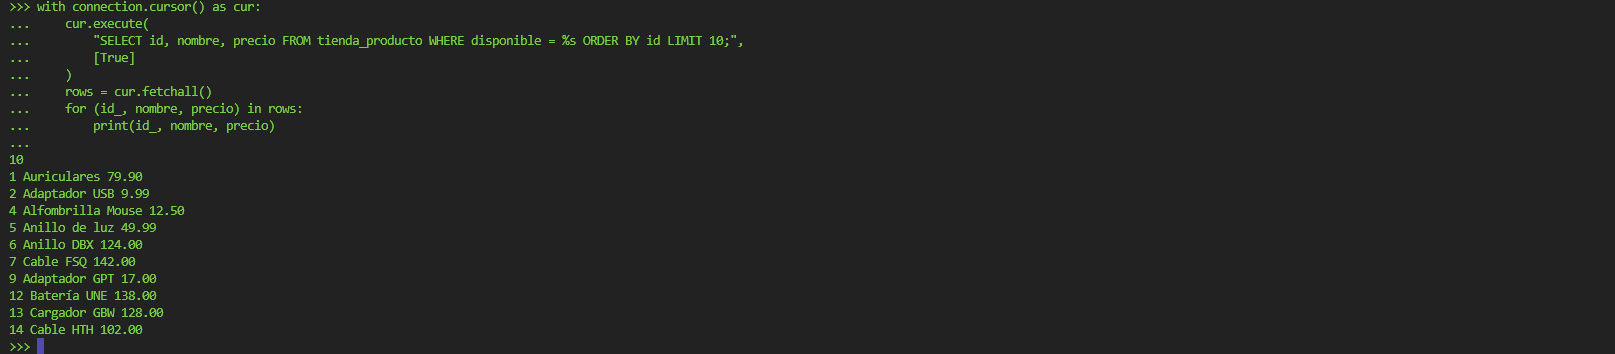 >>> with connection.cursor() as cur:
...     cur.execute(
...         "SELECT id, nombre, precio FROM tienda_producto WHERE disponible = %s ORDER BY id LIMIT 10;",
...         [True]
...     )
...     rows = cur.fetchall()
...     for (id_, nombre, precio) in rows:
...         print(id_, nombre, precio)
...
10
1 Auriculares 79.90
2 Adaptador USB 9.99
4 Alfombrilla Mouse 12.50
5 Anillo de luz 49.99
6 Anillo DBX 124.00
7 Cable FSQ 142.00
9 Adaptador GPT 17.00
12 Batería UNE 138.00
13 Cargador GBW 128.00
14 Cable HTH 102.00
>>>